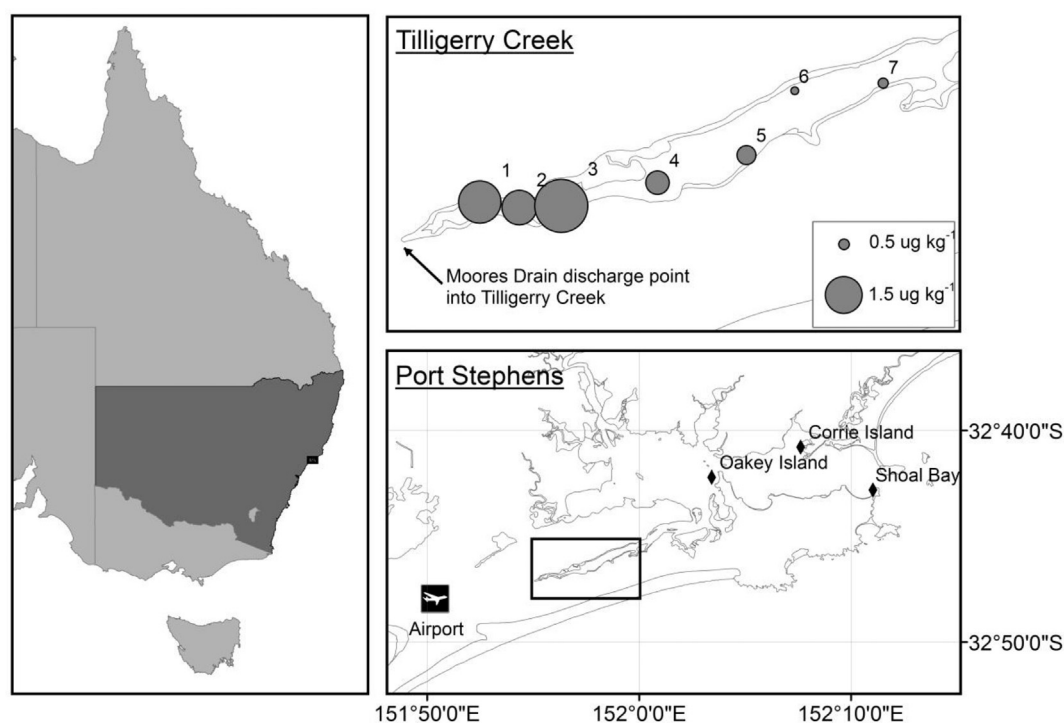 Tilligerry Creek
1
2
3
4
5
6
7
Moores Drain discharge point
into Tilligerry Creek
0.5 ug kg-1
1.5 ug kg-1
Port Stephens
Corrie Island
Oakey Island
Shoal Bay
Airport
32°40'0"S
32°50'0"S
151°50'0"E
152°0'0"E
152°10'0"E